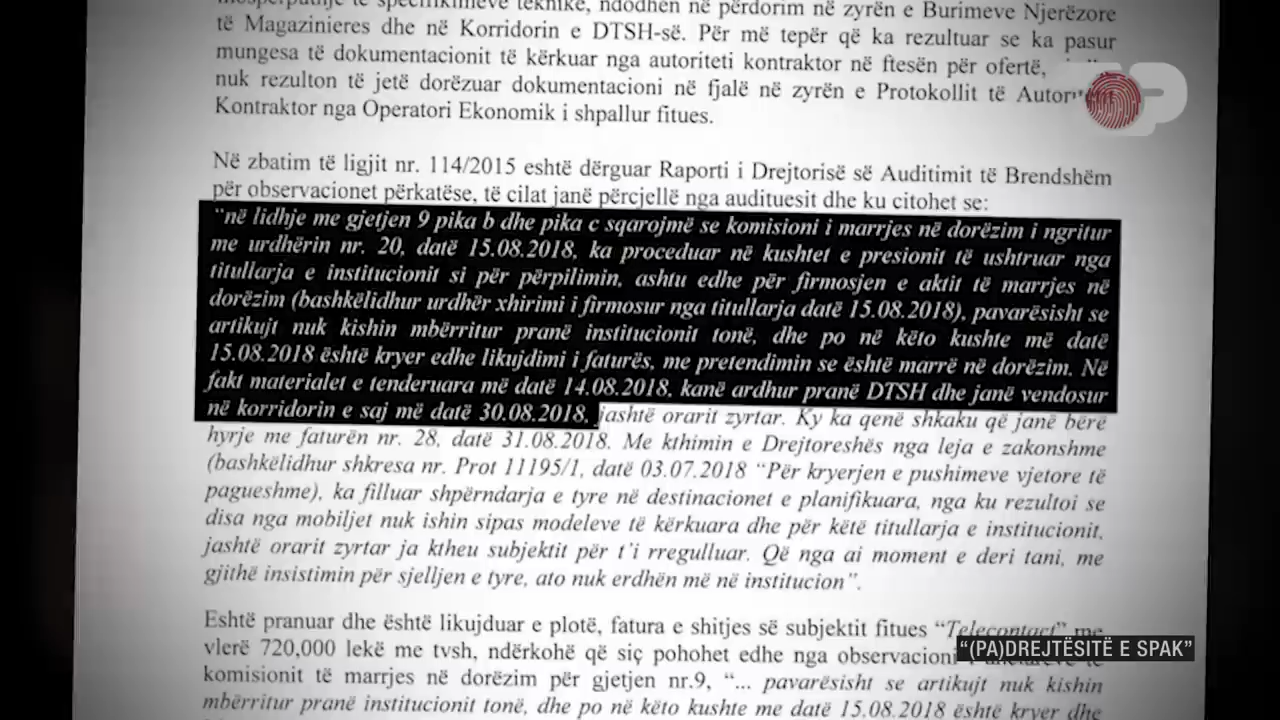 mospërputhje të specifikimeve teknike, ndodhen në përdorim në zyrën e Burimeve Njerëzore
të Magazinieres dhe në Korridorin e DTSH-së. Për më tepër që ka rezultuar se ka pasur
mungesa të dokumentacionit të kërkuar nga autoriteti kontraktor në ftesën për ofertë,
nuk rezulton të jetë dorëzuar dokumentacioni në fjalë në zyrën e Protokollit të
Kontraktor nga Operatori Ekonomik i shpallur fitues.
Në zbatim të ligjit nr. 114/2015 eshtë dërguar Raporti i Drejtorisë së Auditimit të Brendshëm
për observacionet përkatëse, të cilat janë përcjellë nga audituesit dhe ku citohet se:
"në lidhje me gjetjen 9 pika b dhe pika c sqarojmë se komisioni i marrjes në dorëzim i ngritur
me urdhërin nr. 20, datë 15.08.2018, ka proceduar në kushtet e presionit të ushtruar nga
titullarja e institucionit si për përpilimin, ashtu edhe për firmosjen e aktit të marrjes në
dorëzim (bashkëlidhur urdhër xhirimi i firmosur nga titullarja datë 15.08.2018), pavarësisht se
artikujt nuk kishin mbërritur pranë institucionit tonë, dhe po në këto kushte më datë
15.08.2018 është kryer edhe likujdimi i faturës, me pretendimin se është marrë në dorëzim. Në
fakt materialet e tenderuara më datë 14.08.2018, kanë ardhur pranë DTSH dhe janë vendosur
në korridorin e saj më datë 30.08.2018, jashtë orarit zyrtar. Ky ka qenë shkaku që janë bërë
hyrje me faturën nr. 28, datë 31.08.2018. Me kthimin e Drejtoreshës nga leja e zakonshme
(bashkëlidhur shkresa nr. Prot 11195/1, datë 03.07.2018 "Për kryerjen e pushimeve vjetore të
pagueshme), ka filluar shpërndarja e tyre në destinacionet e planifikuara, nga ku rezultoi se
disa nga mobiljet nuk ishin sipas modeleve të kërkuara dhe për këtë titullarja e institucionit,
jashtë orarit zyrtar ja ktheu subjektit për t'i rregulluar. Që nga ai moment e deri tani, me
gjithë insistimin për sjelljen e tyre, ato nuk erdhën më në institucion".
Eshtë pranuar dhe është likujduar e plotë, fatura e shitjes së subjektit fitues "Telecontact" me
vlerë 720,000 lekë me tvsh, ndërkohë që siç pohohet edhe nga observacioni
komisionit të marrjes në dorëzim për gjetjen nr.9, "... pavarësisht se artikujt nuk kishin
mbërritur pranë institucionit tonë, dhe po në këto kushte me datë 15.08.2018 është kryer dhe
"(PA)DREJTËSITË E SPAK"